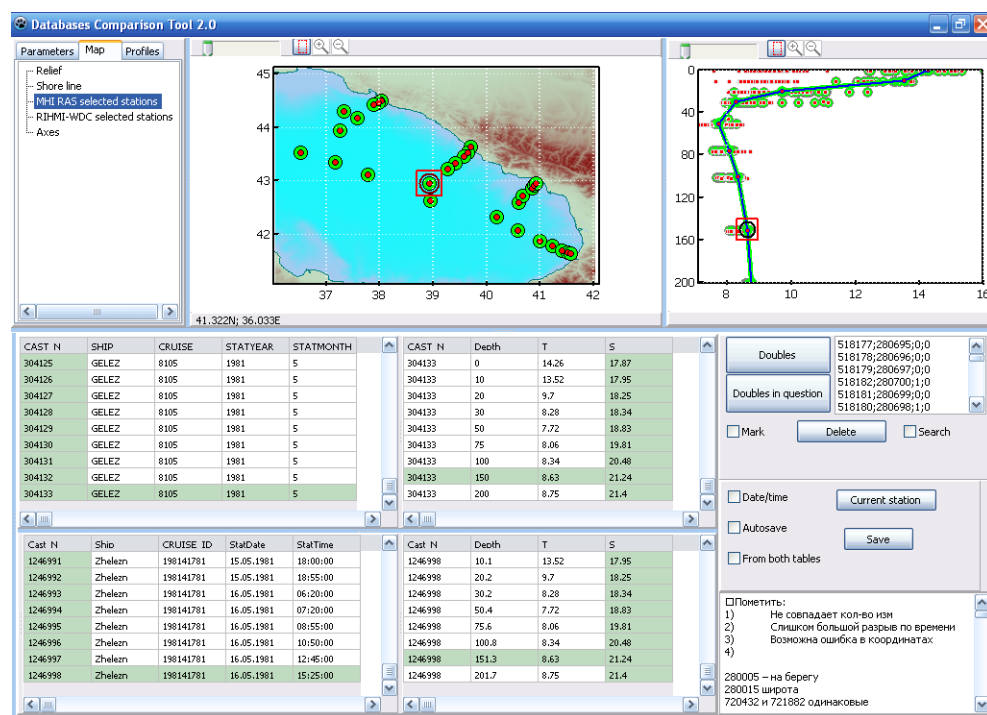 Databases Comparison Tool 2.0
Parameters Map Profiles
Relief
Shore line
MHI RAS selected stations
RIHMI-WDC selected stations
Axes
45
44
43
42
37 38 39 40 41 42
41.322N; 36.033E
0
40
80
120
160
200
8 10 12 14 16
CAST N SHIP CRUISE STATYEAR STATMONTH
304125 GELEZ 8105 1981 5
304126 GELEZ 8105 1981 5
304127 GELEZ 8105 1981 5
304128 GELEZ 8105 1981 5
304129 GELEZ 8105 1981 5
304130 GELEZ 8105 1981 5
304131 GELEZ 8105 1981 5
304132 GELEZ 8105 1981 5
304133 GELEZ 8105 1981 5
CAST N Depth T S
304133 0 14.26 17.87
304133 10 13.52 17.95
304133 20 9.7 18.25
304133 30 8.28 18.34
304133 50 7.72 18.83
304133 75 8.06 19.81
304133 100 8.34 20.48
304133 150 8.63 21.24
304133 200 8.75 21.4
Doubles
Doubles in question
518177;280695;0;0
518178;280696;0;0
518179;280697;0;0
518182;280700;1;0
518181;280699;0;0
518180;280698;1;0
Mark Delete Search
Date/time Current station
Autosave Save
From both tables
Cast N Ship CRUISE ID StatDate StatTime
1246991 Zhelezn 198141781 15.05.1981 18:00:00
1246992 Zhelezn 198141781 15.05.1981 18:55:00
1246993 Zhelezn 198141781 16.05.1981 06:20:00
1246994 Zhelezn 198141781 16.05.1981 07:20:00
1246995 Zhelezn 198141781 16.05.1981 08:55:00
1246996 Zhelezn 198141781 16.05.1981 10:50:00
1246997 Zhelezn 198141781 16.05.1981 12:45:00
1246998 Zhelezn 198141781 16.05.1981 15:25:00
Cast N Depth T S
1246998 10.1 13.52 17.95
1246998 20.2 9.7 18.25
1246998 30.2 8.28 18.34
1246998 50.4 7.72 18.83
1246998 75.6 8.06 19.81
1246998 100.8 8.34 20.48
1246998 151.3 8.63 21.24
1246998 201.7 8.75 21.4
Пометить:
1) Не совпадает кол-во изм
2) Слишком большой разрыв по времени
3) Возможна ошибка в координатах
4)
280005 – на берегу
280015 широта
720432 и 721882 одинаковые